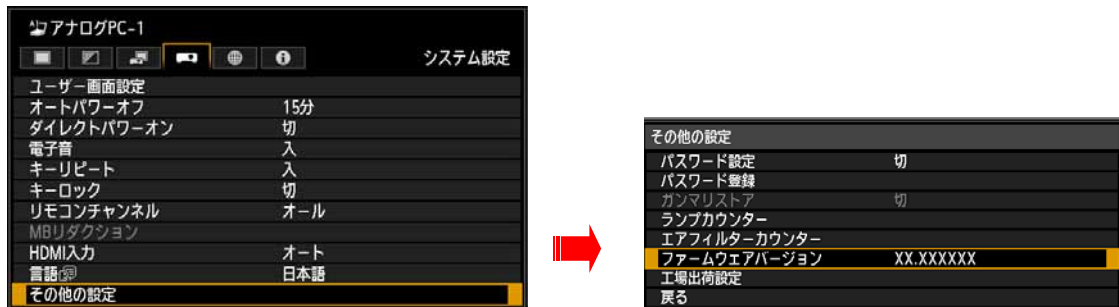 アナログPC-1
システム設定
ユーザー画面設定
オートパワーオフ 15分
ダイレクトパワーオン 切
電子音 入
キーリピート 入
キーロック 切
リモコンチャンネル オール
MBリダクション
HDMI入力 オート
言語 日本語
その他の設定
その他の設定
パスワード設定 切
パスワード登録
ガンマリストア 切
ランプカウンター
エアフィルターカウンター
ファームウェアバージョン XX.XXXXXX
工場出荷設定
戻る